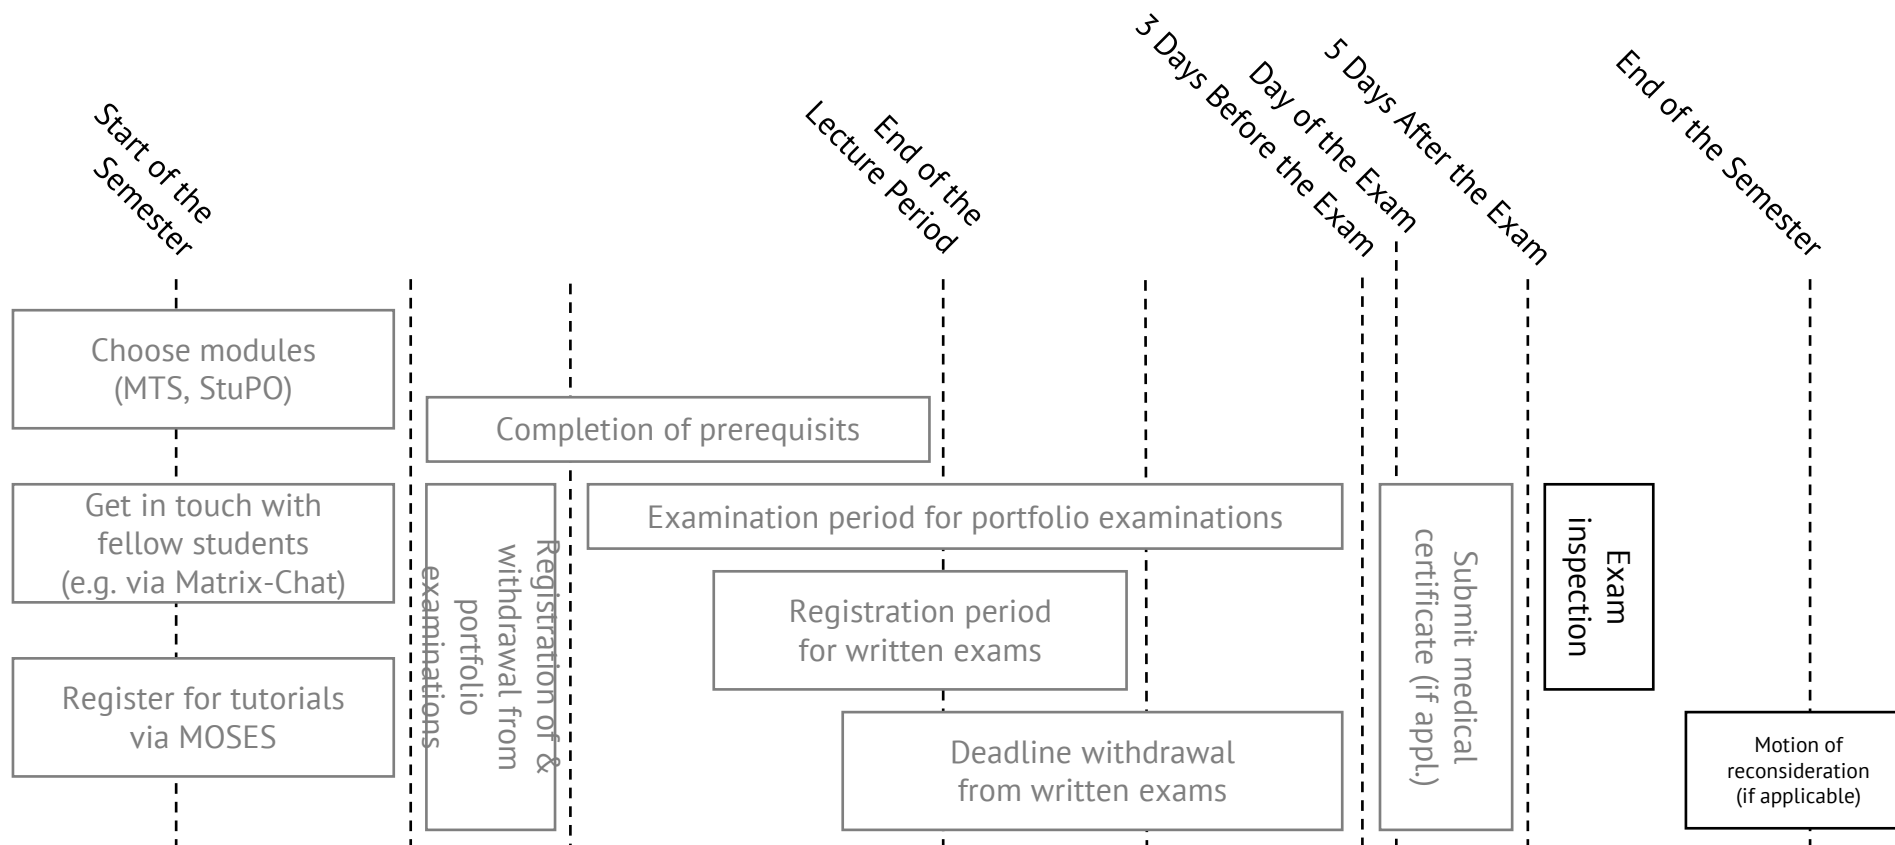 Start of the
Semester
End of the
Lecture Period
3 Days Before the Exam
Day of the Exam
5 Days After the Exam
End of the Semester
Choose modules
(MTS, StuPO)
Completion of prerequisits
Get in touch with
fellow students
(e.g. via Matrix-Chat)
Registration of &
withdrawal from
portfolio
examinations
Examination period for portfolio examinations
Registration period
for written exams
Submit medical
certificate (if appl.)
Exam
inspection
Register for tutorials
via MOSES
Deadline withdrawal
from written exams
Motion of
reconsideration
(if applicable)